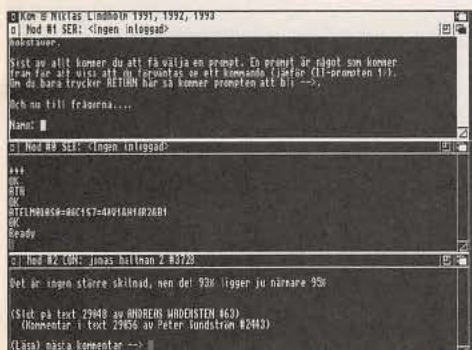 Kom © Niklas Lindholm 1991, 1992, 1993
Nod #1 SER: <Ingen inloggad>
bokstäver.
Sist av allt kommer du att få välja en prompt. En prompt är något som kommer
fram för att visa att du förväntas ge ett kommando (jämför CLI-prompten 1>).
Om du bara trycker RETURN här så kommer prompten att bli -->.
Och nu till frågorna....
Namn:
Nod #0 SER: <Ingen inloggad>
+++
OK
ATH
OK
Ready
Nod #2 CON: jonas hallman 2 #3728
Det är ingen större skilnad, men det 93% ligger ju närmare 95%
(Slut på text 29048 av ANDREAS WADENSTEN #63)
(Kommentar i text 29056 av Peter Sundström #2443)
(Läsa) nästa kommentar -->